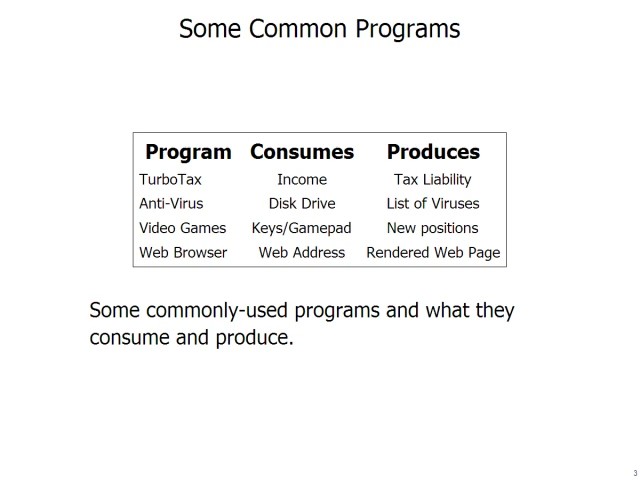 Some Common Programs
Program Consumes Produces
TurboTax Income Tax Liability
Anti-Virus Disk Drive List of Viruses
Video Games Keys/Gamepad New positions
Web Browser Web Address Rendered Web Page
Some commonly-used programs and what they
consume and produce.
3